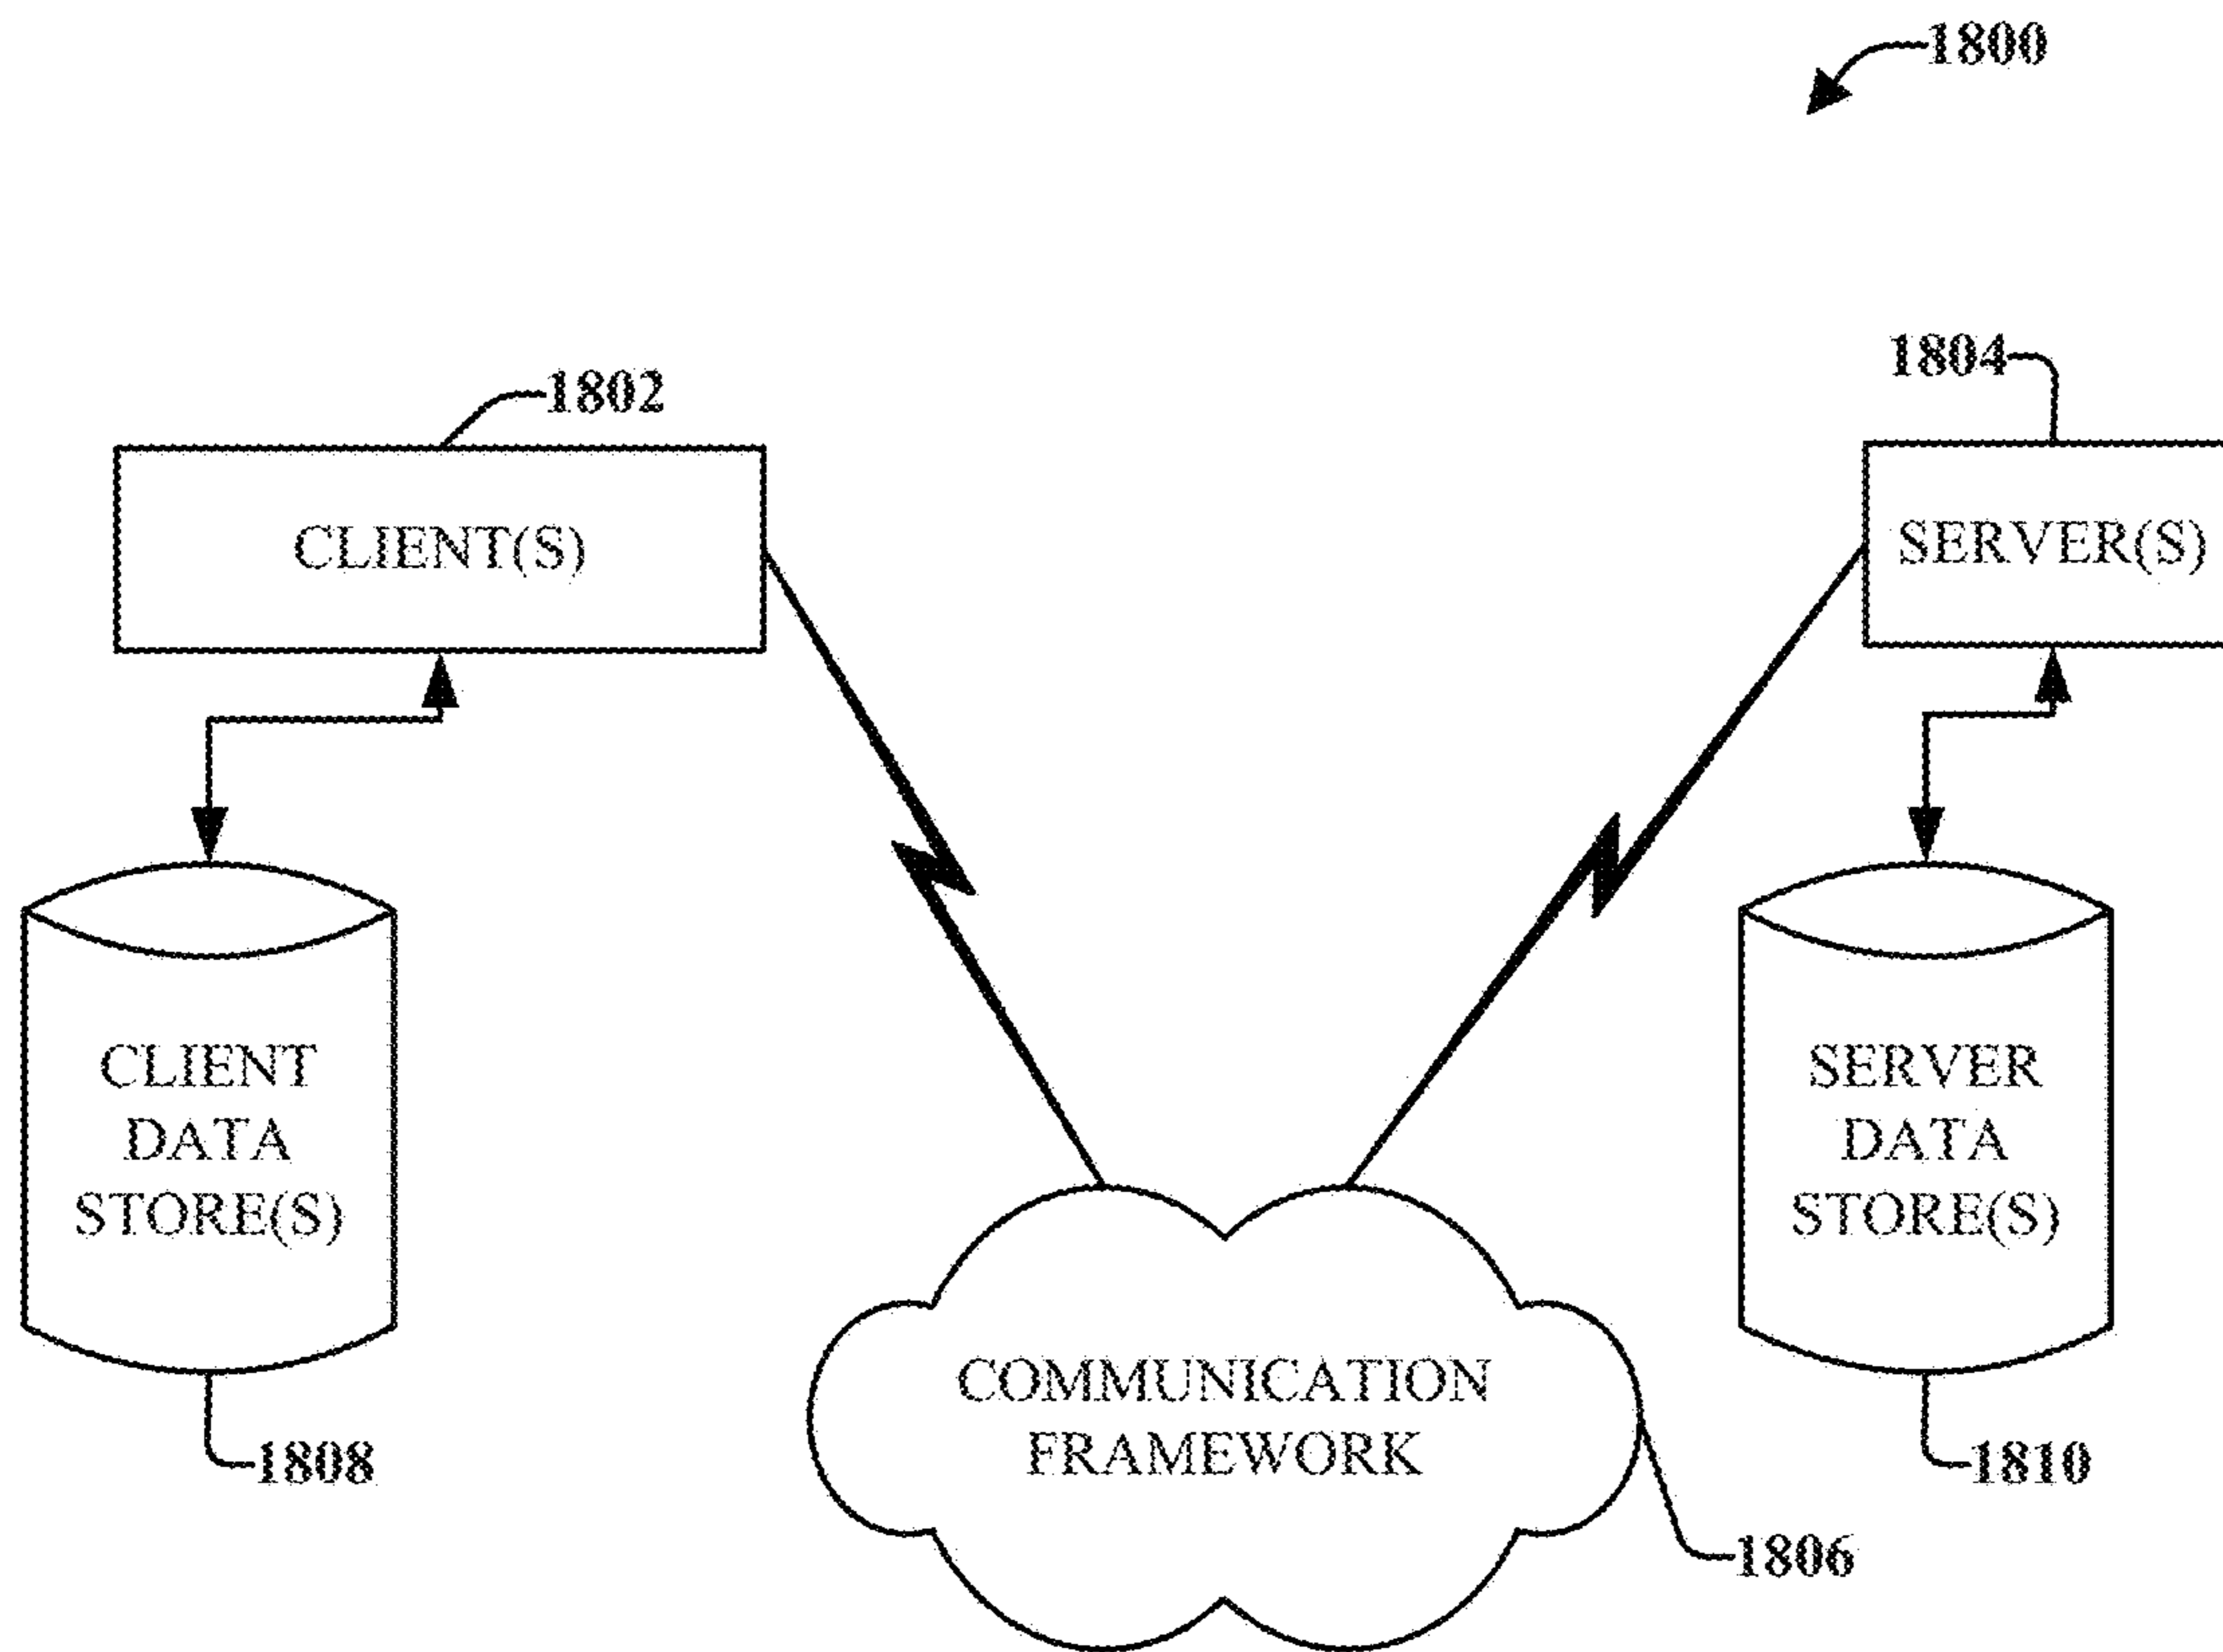 1800
1802
1804
CLIENT(S)
SERVER(S)
CLIENT
DATA
STORE(S)
SERVER
DATA
STORE(S)
COMMUNICATION
FRAMEWORK
1808
1810
1806